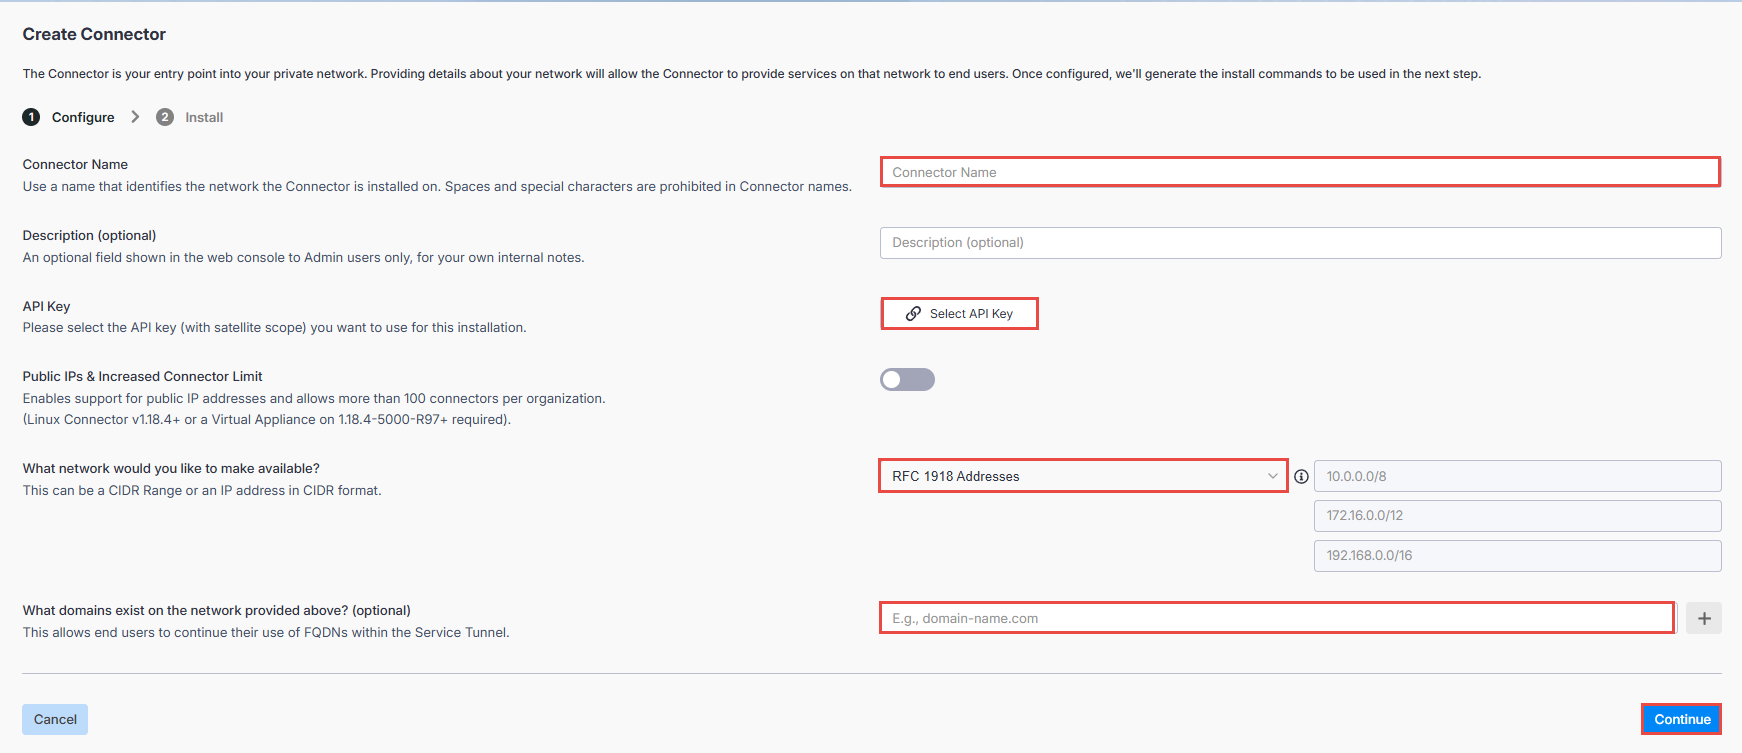 Create Connector
The Connector is your entry point into your private network. Providing details about your network will allow the Connector to provide services on that network to end users. Once configured, we'll generate the install commands to be used in the next step.
1 Configure 2 Install
Connector Name
Use a name that identifies the network the Connector is installed on. Spaces and special characters are prohibited in Connector names.
Connector Name
Description (optional)
An optional field shown in the web console to Admin users only, for your own internal notes.
Description (optional)
API Key
Please select the API key (with satellite scope) you want to use for this installation.
Select API Key
Public IPs & Increased Connector Limit
Enables support for public IP addresses and allows more than 100 connectors per organization.
(Linux Connector v1.18.4+ or a Virtual Appliance on 1.18.4-5000-R97+ required).
What network would you like to make available?
This can be a CIDR Range or an IP address in CIDR format.
RFC 1918 Addresses
10.0.0.0/8
172.16.0.0/12
192.168.0.0/16
What domains exist on the network provided above? (optional)
This allows end users to continue their use of FQDNs within the Service Tunnel.
E.g., domain-name.com
Cancel
Continue